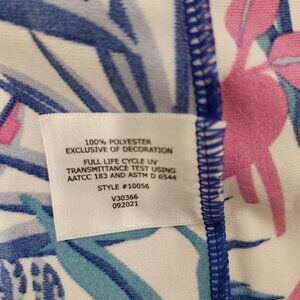 100% POLYESTER
EXCLUSIVE OF DECORATION
FULL LIFE CYCLE UV
TRANSMITTANCE TEST USING
AATCC 183 AND ASTM D 6544
STYLE #10056
V30366
092021